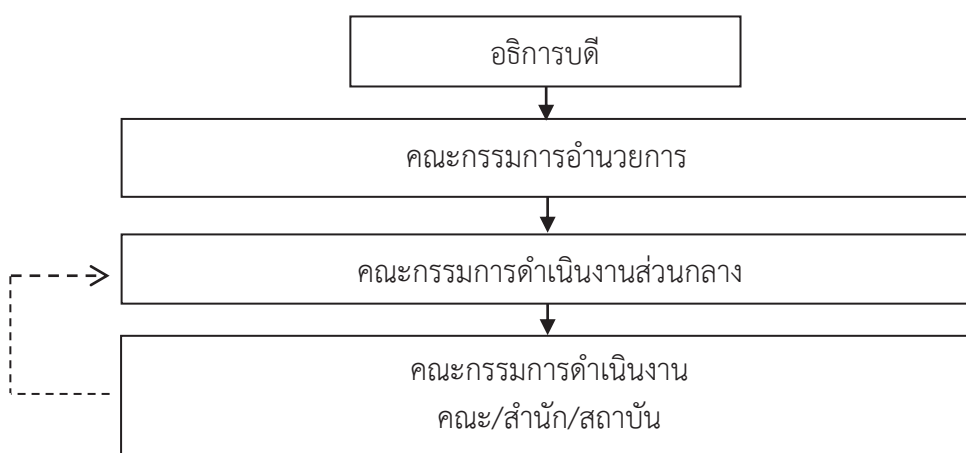 อธิการบดี
คณะกรรมการอำนวยการ
คณะกรรมการดำเนินงานส่วนกลาง
คณะกรรมการดำเนินงาน
คณะ/สำนัก/สถาบัน